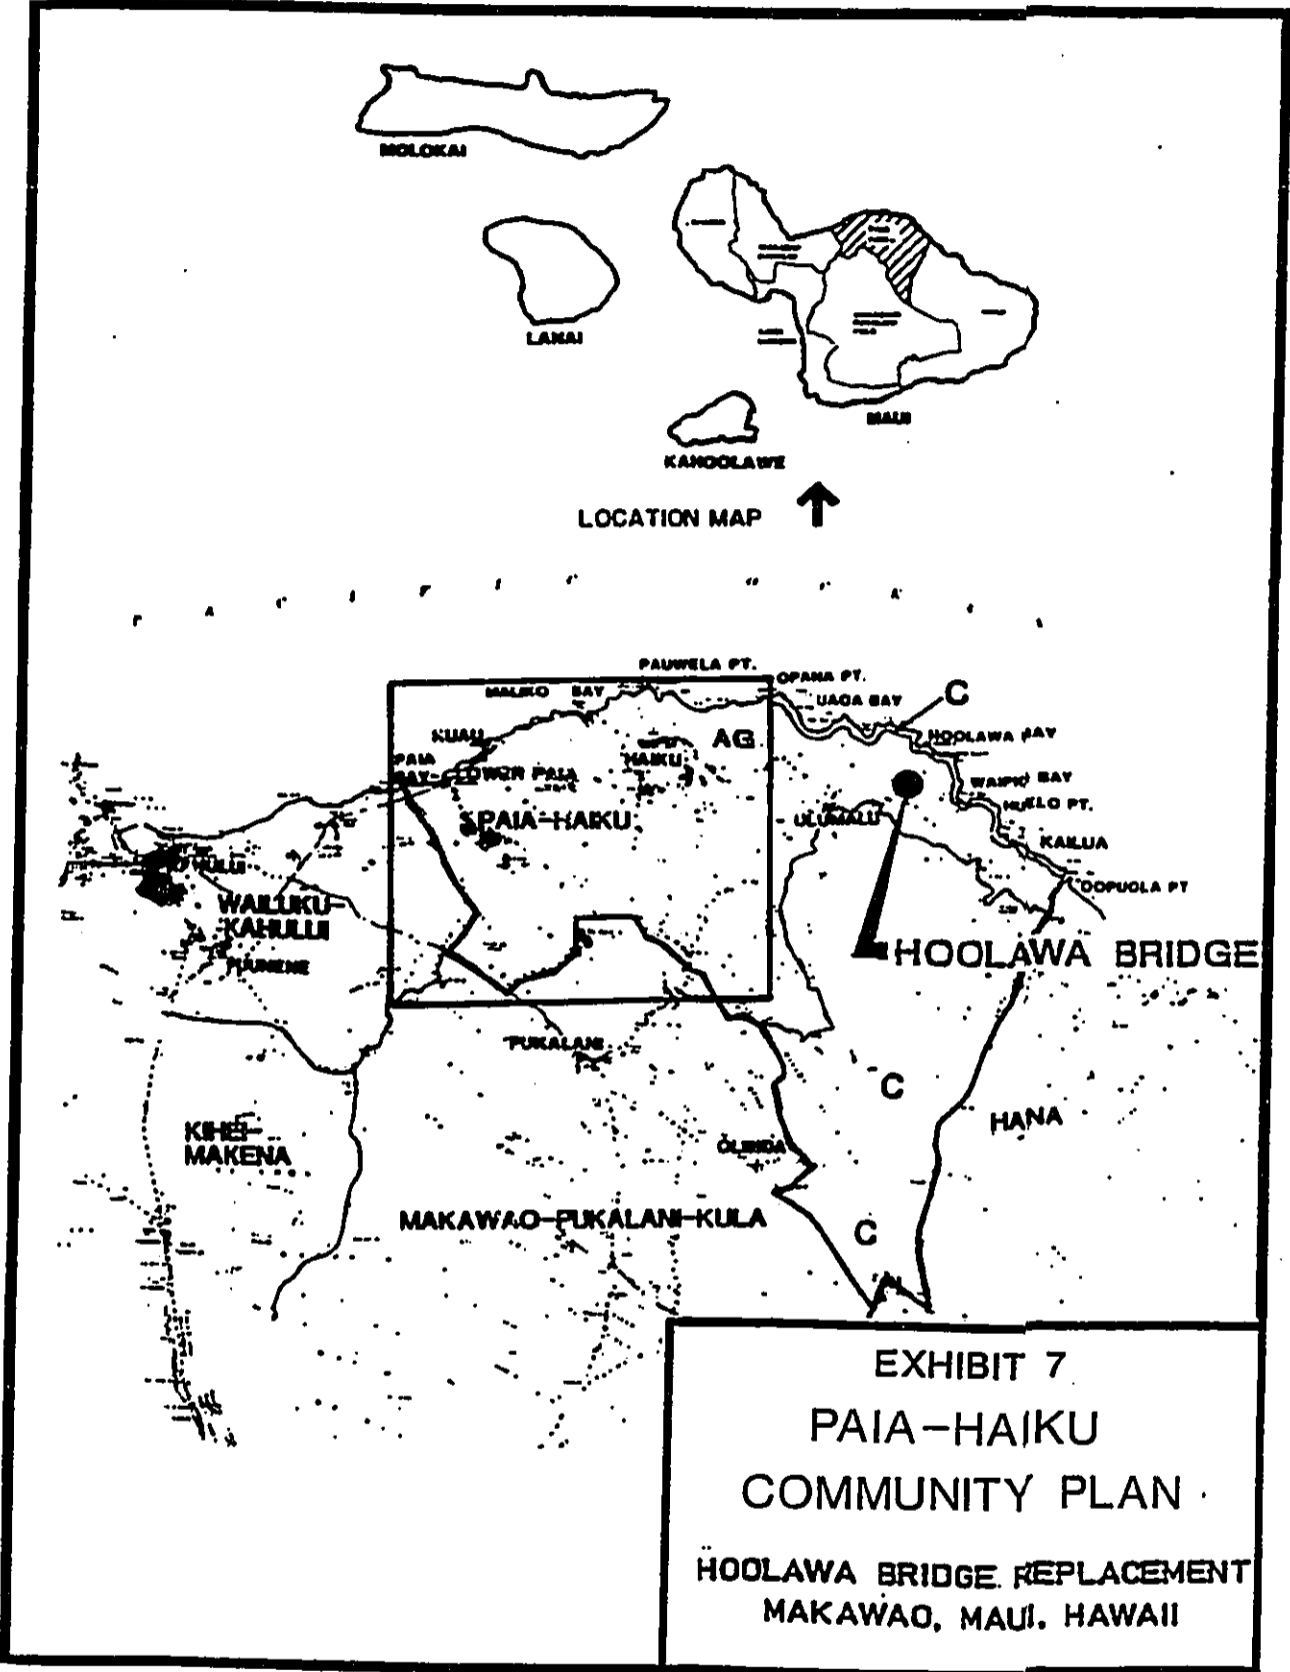 MOLOKAI
LANAI
MAUI
KAHOOLAWE
LOCATION MAP
PAUWELA PT.
OPANA PT.
MALIKO BAY
UAOA BAY
C
KUAU
AG
HOOLAWA BAY
PAIA
BAY
LOWER PAIA
HAIKU
WAIPIO BAY
HUELO PT.
ULUMALU
PAIA-HAIKU
KAILUA
OOPUOLA PT
WAILUKU-
KAHULUI
HOOLAWA BRIDGE
PUUNENE
PUKALANI
C
HANA
KIHEI-
MAKENA
OLINDA
MAKAWAO-PUKALANI-KULA
C
EXHIBIT 7
PAIA-HAIKU
COMMUNITY PLAN
HOOLAWA BRIDGE REPLACEMENT
MAKAWAO, MAUI, HAWAII